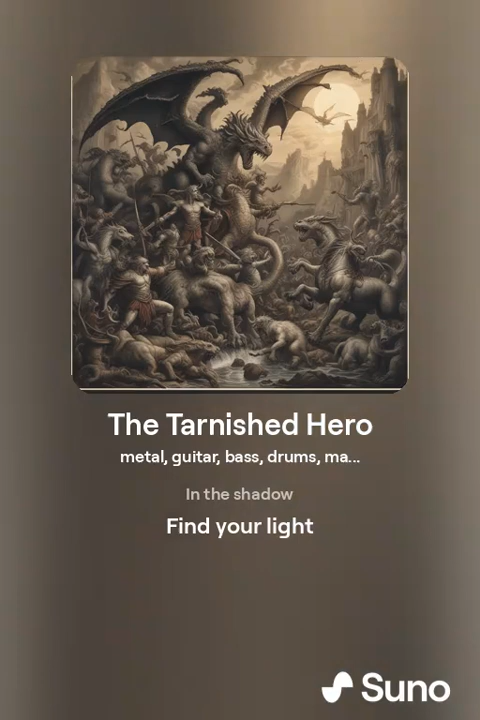 The Tarnished Hero
metal, guitar, bass, drums, ma...
In the shadow
Find your light
Suno